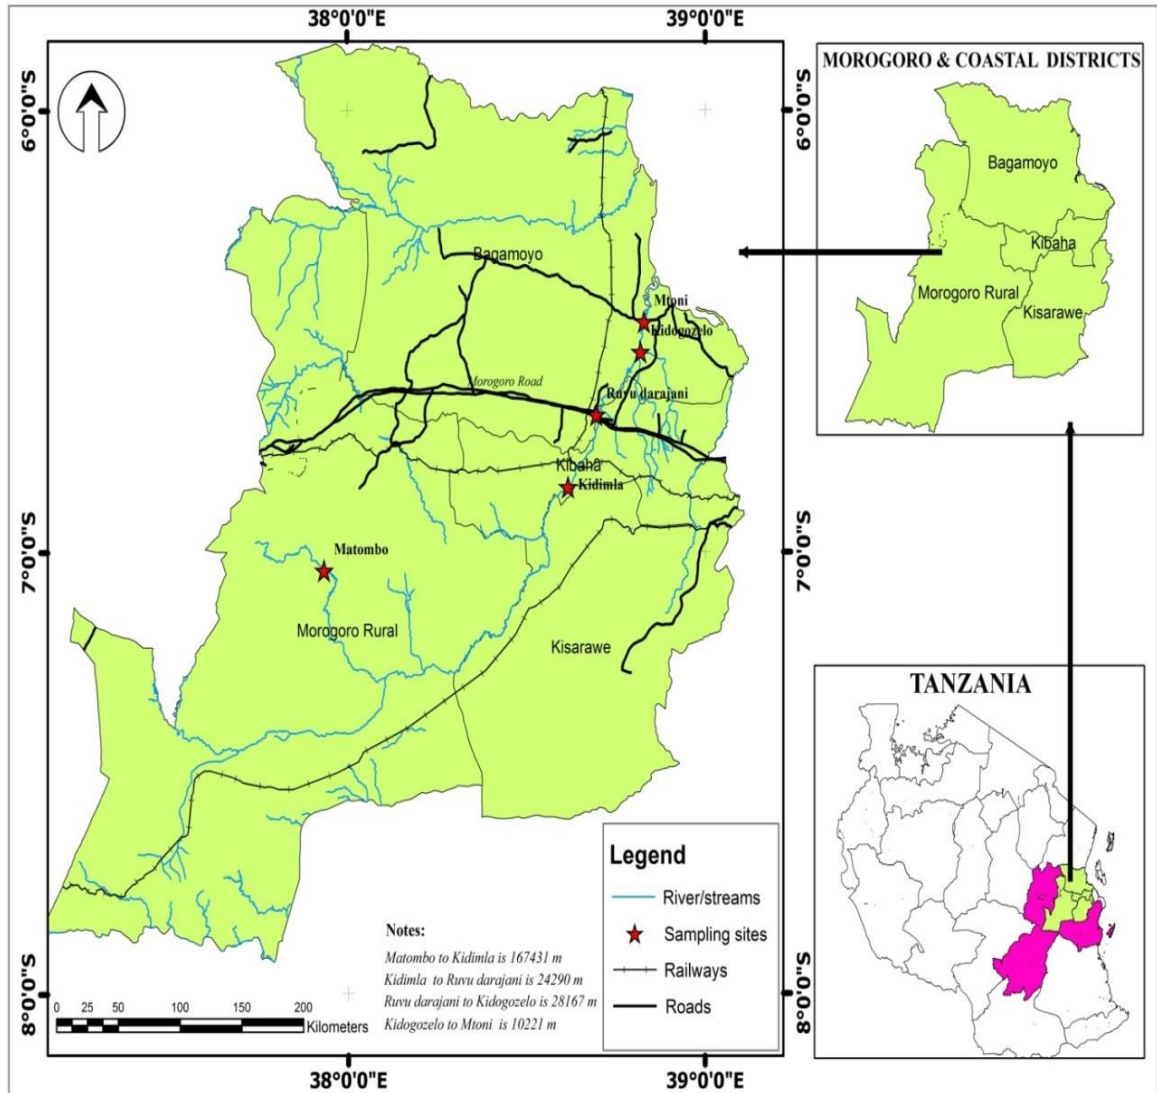 38°0'0"E
39°0'0"E
6°0'0"S
6°0'0"S
MOROGORO & COASTAL DISTRICTS
Bagamoyo
Kibaha
Morogoro Rural
Kisarawe
Bagamoyo
Mtoni
Kidogozelo
Morogoro Road
Ruvu darajani
Kibaha
Kidimla
7°0'0"S
7°0'0"S
Matombo
Morogoro Rural
Kisarawe
TANZANIA
Legend
River/streams
Sampling sites
Railways
Roads
Notes:
Matombo to Kidimla is 167431 m
Kidimla to Ruvu darajani is 24290 m
Ruvu darajani to Kidogozelo is 28167 m
Kidogozelo to Mtoni is 10221 m
8°0'0"S
8°0'0"S
0 25 50 100 150 200
Kilometers
38°0'0"E
39°0'0"E